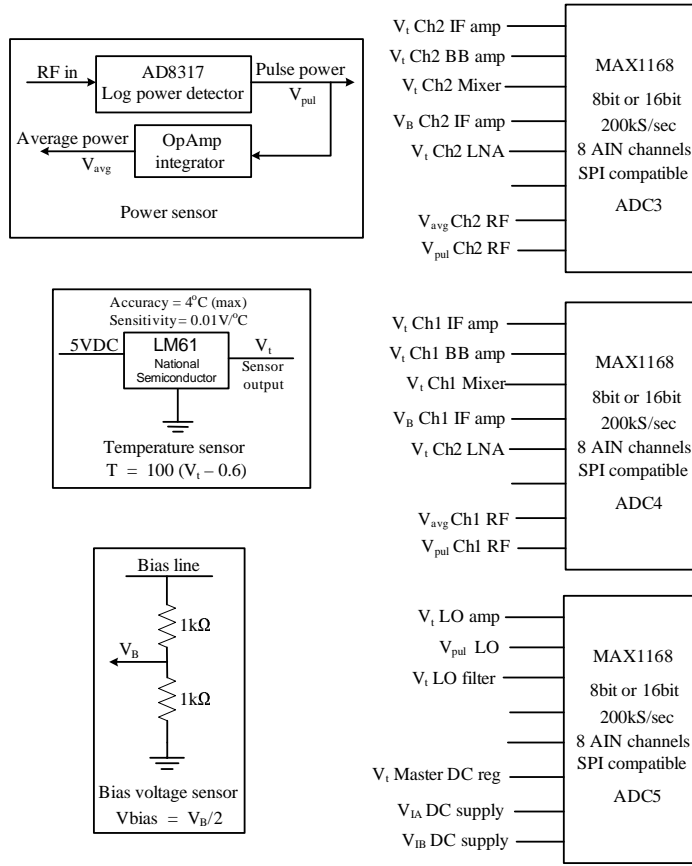 RF in
AD8317
Log power detector
Pulse power
V_pul
Average power
V_avg
OpAmp
integrator
Power sensor
Accuracy = 4°C (max)
Sensitivity = 0.01V/°C
5VDC
LM61
National
Semiconductor
V_t
Sensor
output
Temperature sensor
T = 100 (V_t – 0.6)
Bias line
1kΩ
V_B
1kΩ
Bias voltage sensor
Vbias = V_B/2
V_t Ch2 IF amp
V_t Ch2 BB amp
V_t Ch2 Mixer
V_B Ch2 IF amp
V_t Ch2 LNA
V_avg Ch2 RF
V_pul Ch2 RF
MAX1168
8bit or 16bit
200kS/sec
8 AIN channels
SPI compatible
ADC3
V_t Ch1 IF amp
V_t Ch1 BB amp
V_t Ch1 Mixer
V_B Ch1 IF amp
V_t Ch2 LNA
V_avg Ch1 RF
V_pul Ch1 RF
MAX1168
8bit or 16bit
200kS/sec
8 AIN channels
SPI compatible
ADC4
V_t LO amp
V_pul LO
V_t LO filter
V_t Master DC reg
V_IA DC supply
V_IB DC supply
MAX1168
8bit or 16bit
200kS/sec
8 AIN channels
SPI compatible
ADC5